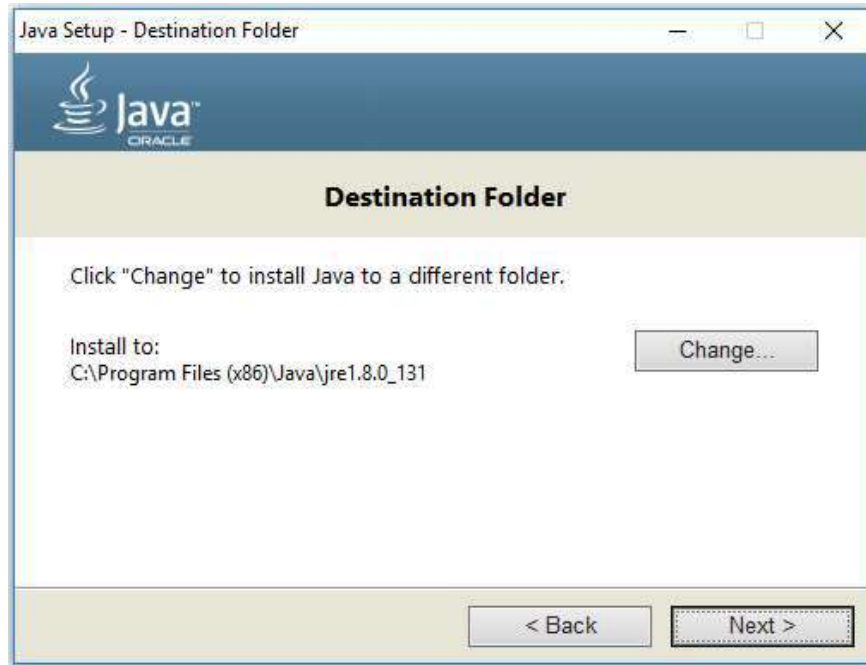 Java Setup - Destination Folder
Java™
ORACLE
Destination Folder
Click "Change" to install Java to a different folder.
Install to:
Change...
C:\Program Files (x86)\Java\jre1.8.0_131
< Back
Next >